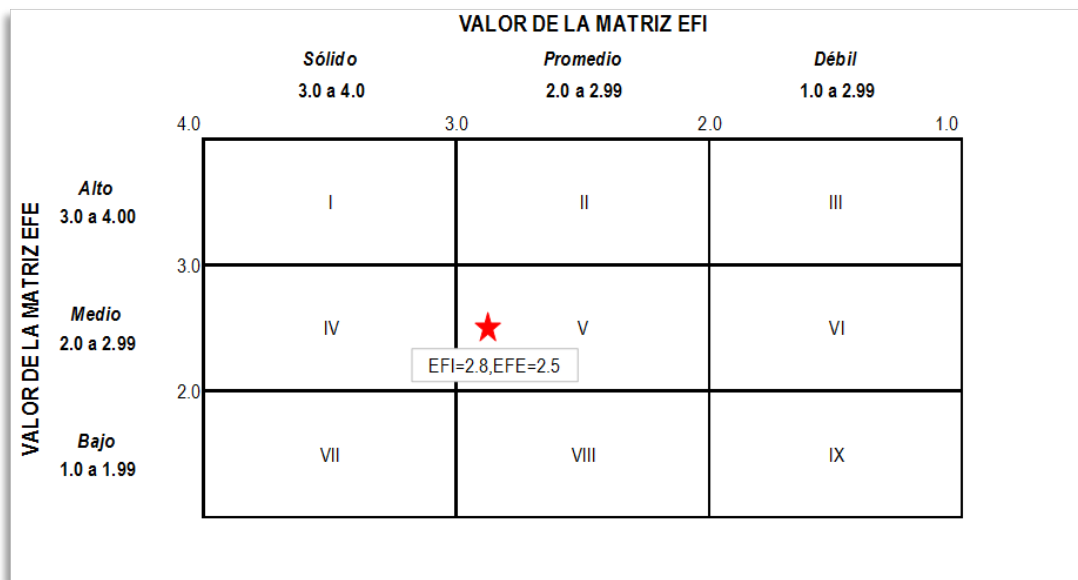 VALOR DE LA MATRIZ EFI
Sólido Promedio Débil
3.0 a 4.0 2.0 a 2.99 1.0 a 2.99
4.0 3.0 2.0 1.0
VALOR DE LA MATRIZ EFE
Alto
3.0 a 4.00
I II III
3.0
Medio
2.0 a 2.99
IV V VI
EFI=2.8,EFE=2.5
2.0
Bajo
1.0 a 1.99
VII VIII IX